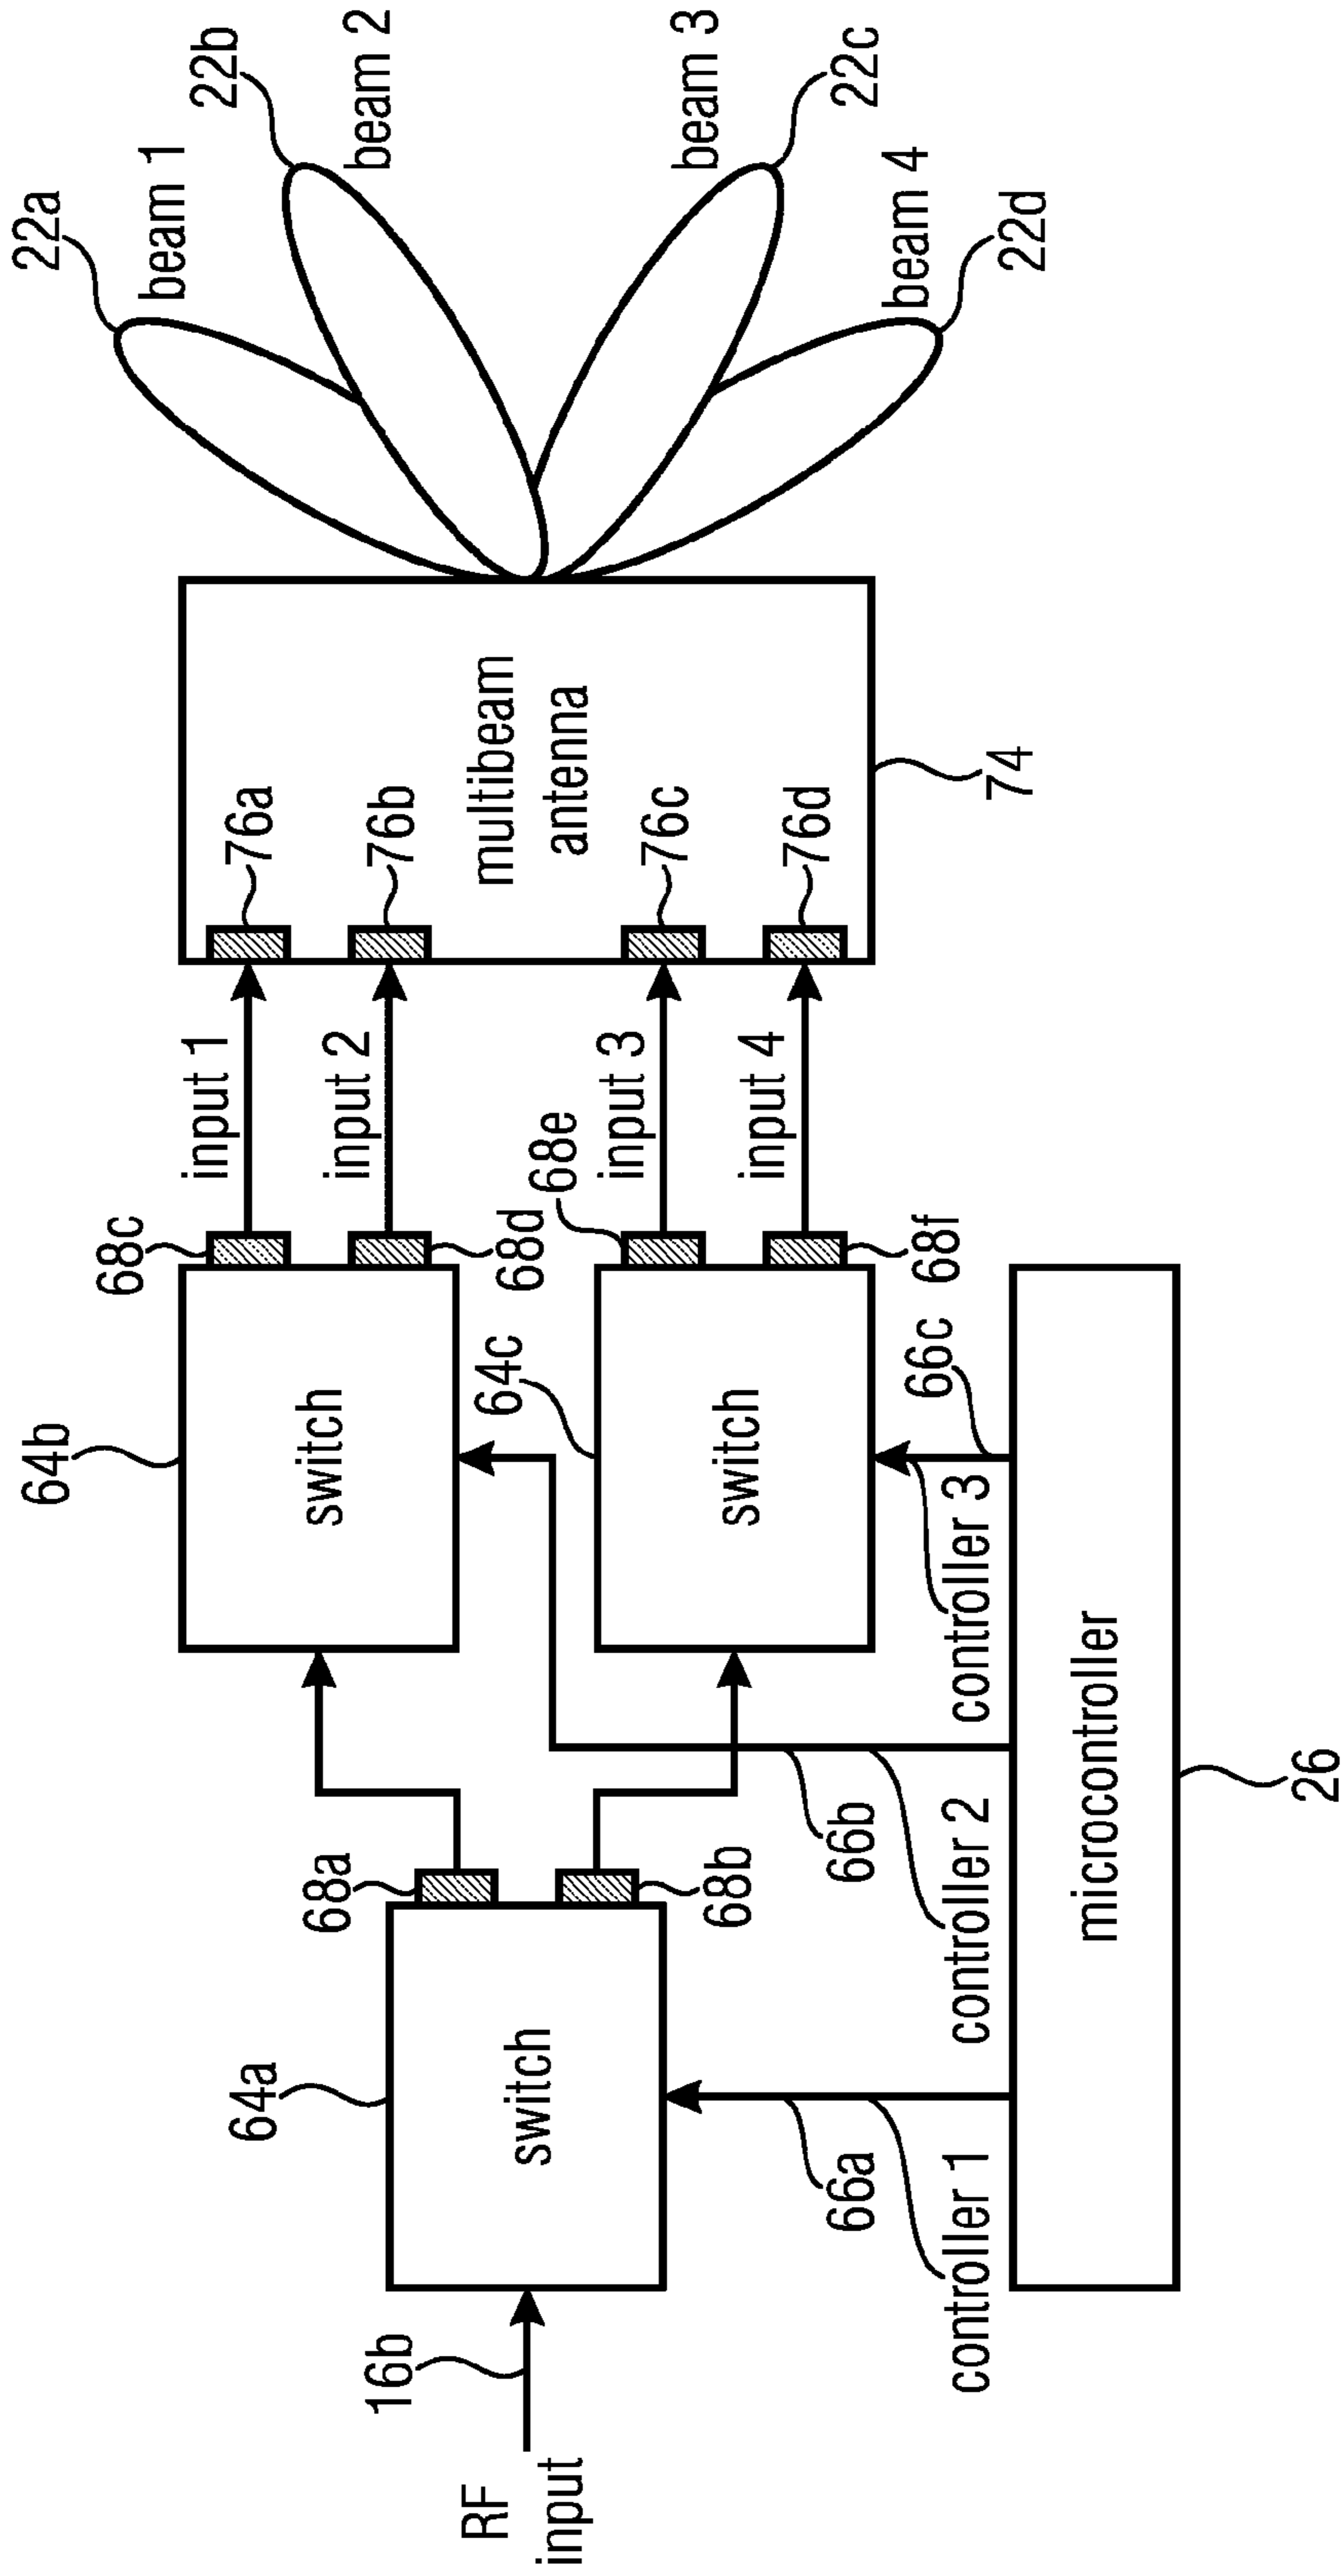 RF
input
16b
64a
switch
68a
68b
64b
switch
68c
68d
64c
switch
68e
68f
input 1
input 2
input 3
input 4
76a
76b
76c
76d
multibeam
antenna
74
22a
beam 1
22b
beam 2
beam 3
22c
beam 4
22d
66a
controller 1
66b
controller 2
66c
controller 3
microcontroller
26